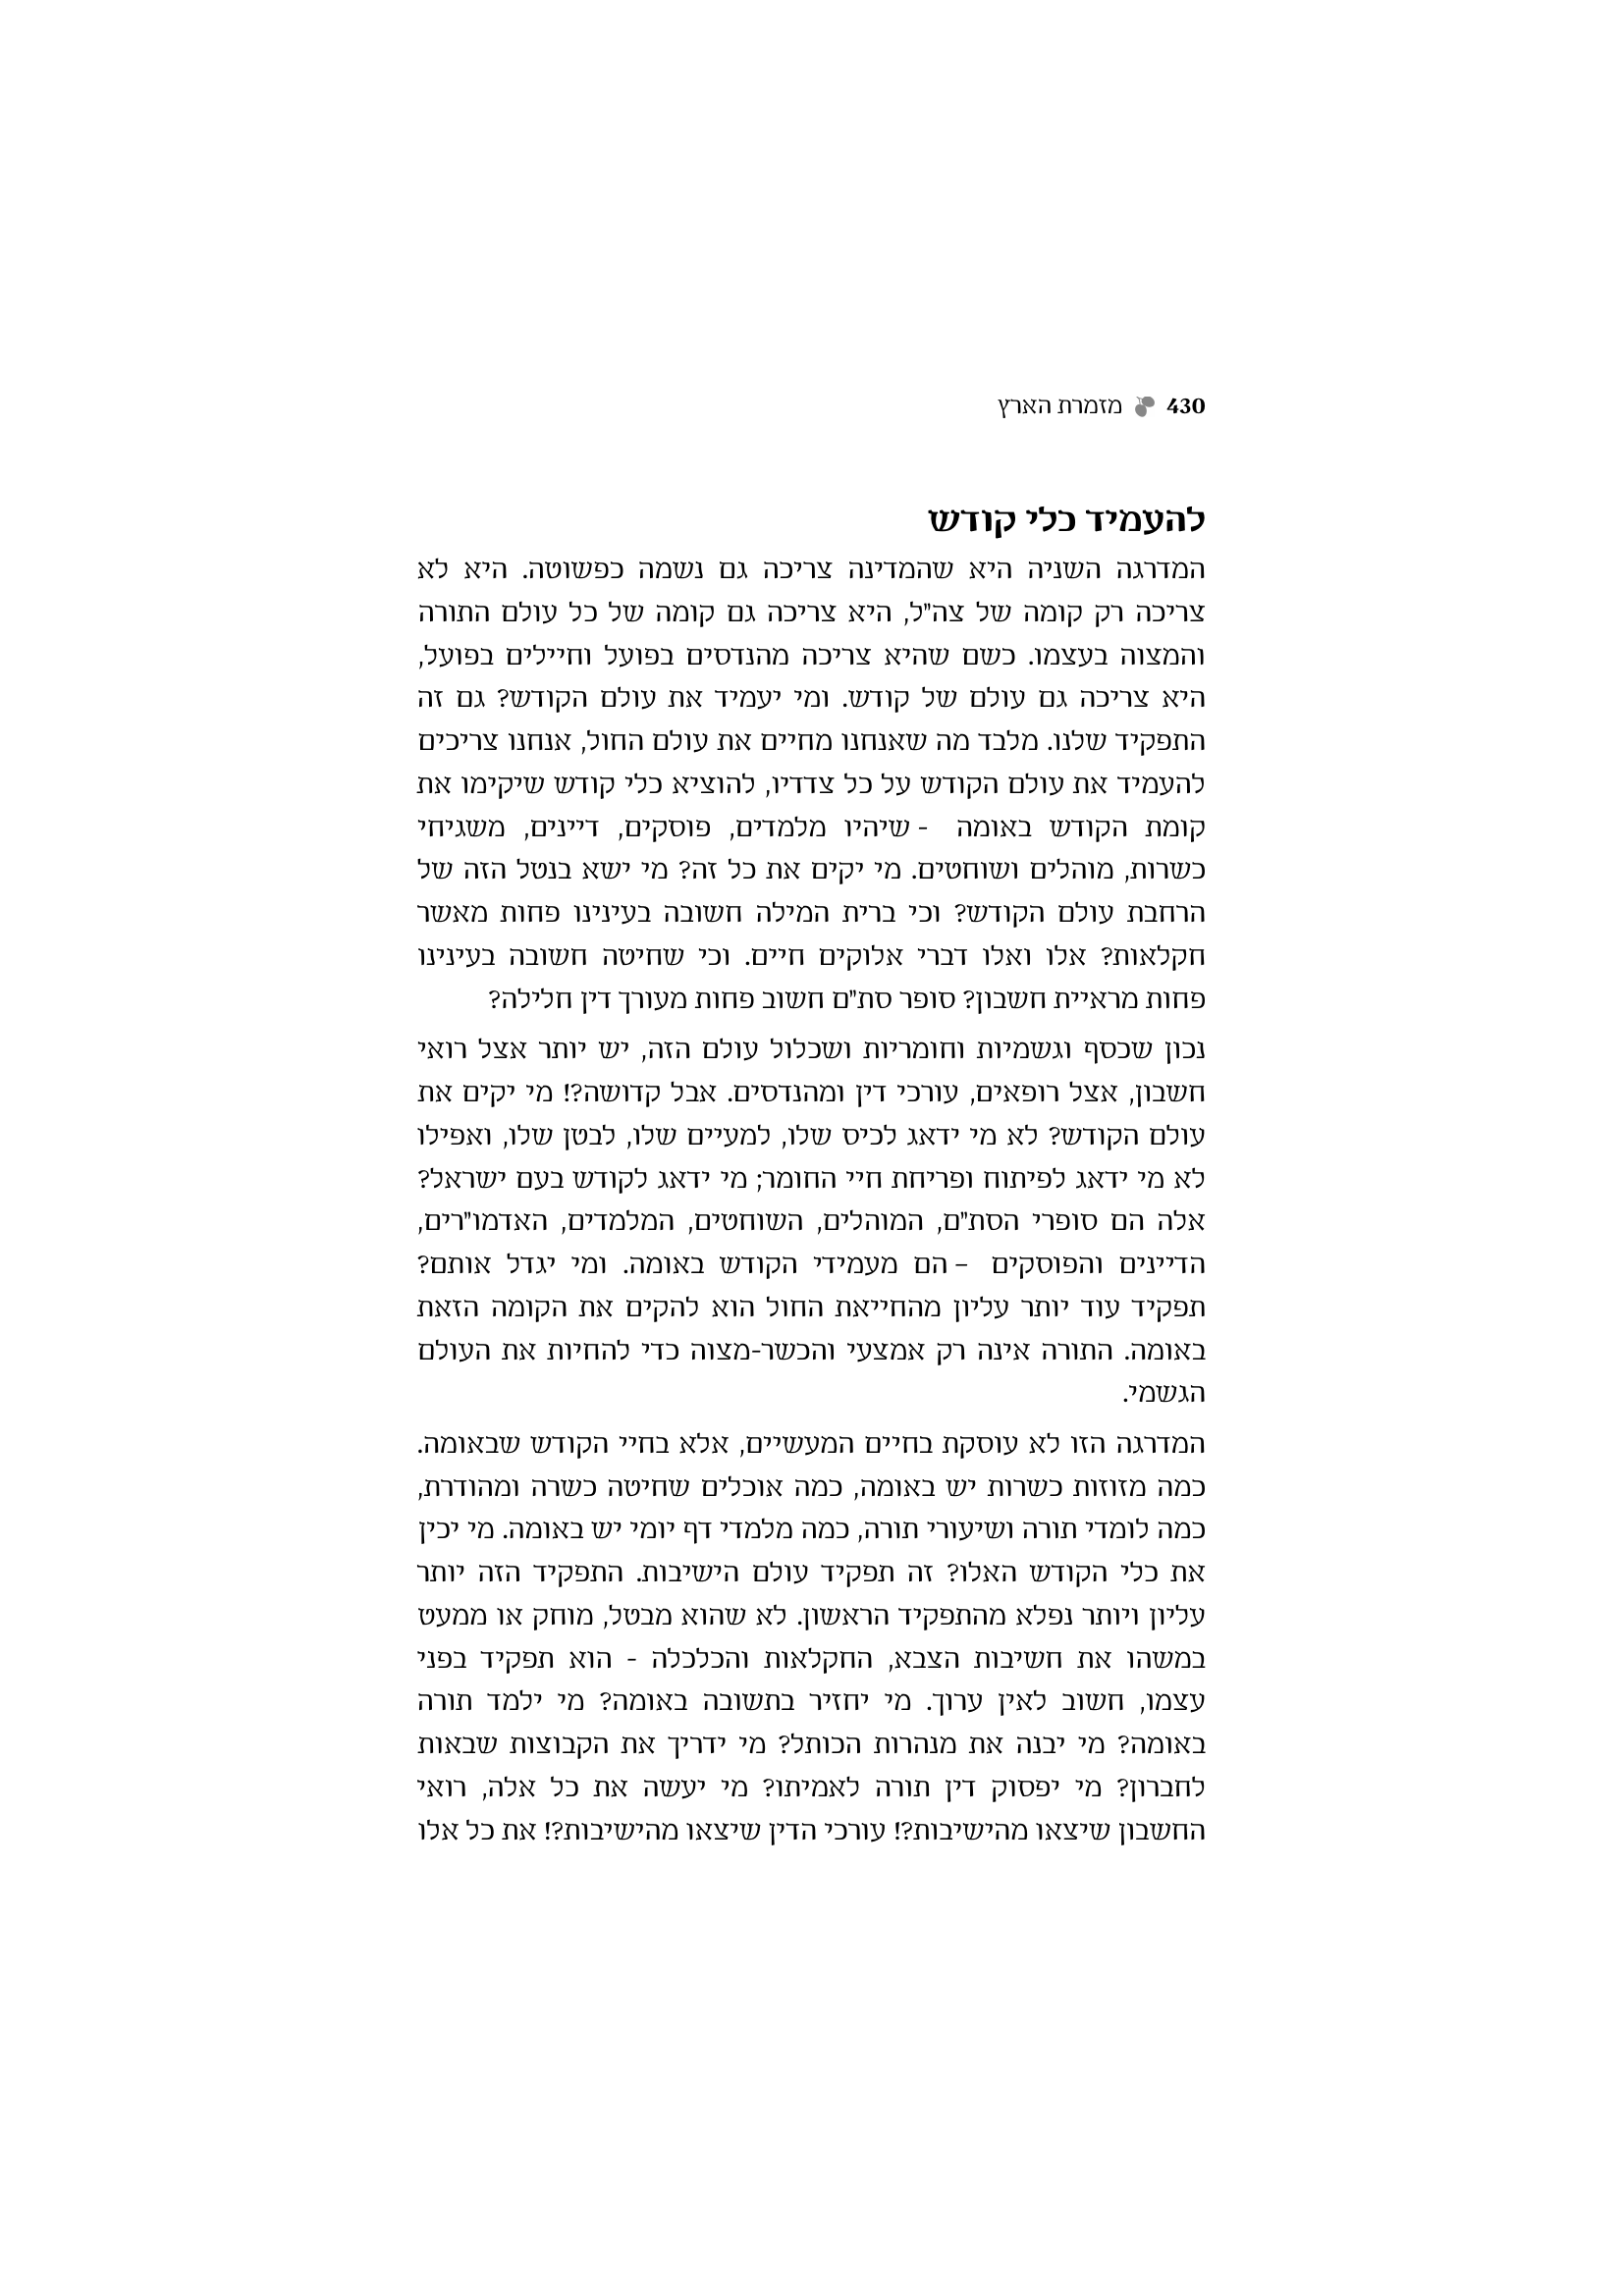 430 מזמרת הארץ
להעמיד כלי קודש
המדרגה השניה היא שהמדינה צריכה גם נשמה כפשוטה. היא לא
צריכה רק קומה של צה"ל, היא צריכה גם קומה של כל עולם התורה
והמצוה בעצמו. כשם שהיא צריכה מהנדסים בפועל וחיילים בפועל,
היא צריכה גם עולם של קודש. ומי יעמיד את עולם הקודש? גם זה
התפקיד שלנו. מלבד מה שאנחנו מחיים את עולם החול, אנחנו צריכים
להעמיד את עולם הקודש על כל צדדיו, להוציא כלי קודש שיקימו את
קומת הקודש באומה - שיהיו מלמדים, פוסקים, דיינים, משגיחי
כשרות, מוהלים ושוחטים. מי יקים את כל זה? מי ישא בנטל הזה של
הרחבת עולם הקודש? וכי ברית המילה חשובה בעינינו פחות מאשר
חקלאות? אלו ואלו דברי אלוקים חיים. וכי שחיטה חשובה בעינינו
פחות מראיית חשבון? סופר סת"ם חשוב פחות מעורך דין חלילה?
נכון שכסף וגשמיות וחומריות ושכלול עולם הזה, יש יותר אצל רואי
חשבון, אצל רופאים, עורכי דין ומהנדסים. אבל קדושה?! מי יקים את
עולם הקודש? לא מי ידאג לכיס שלו, למעיים שלו, לבטן שלו, ואפילו
לא מי ידאג לפיתוח ופריחת חיי החומר; מי ידאג לקודש בעם ישראל?
אלה הם סופרי הסת"ם, המוהלים, השוחטים, המלמדים, האדמו"רים,
הדיינים והפוסקים – הם מעמידי הקודש באומה. ומי יגדל אותם?
תפקיד עוד יותר עליון מהחייאת החול הוא להקים את הקומה הזאת
באומה. התורה אינה רק אמצעי והכשר-מצוה כדי להחיות את העולם
הגשמי.
המדרגה הזו לא עוסקת בחיים המעשיים, אלא בחיי הקודש שבאומה.
כמה מזוזות כשרות יש באומה, כמה אוכלים שחיטה כשרה ומהודרת,
כמה לומדי תורה ושיעורי תורה, כמה מלמדי דף יומי יש באומה. מי יכין
את כלי הקודש האלו? זה תפקיד עולם הישיבות. התפקיד הזה יותר
עליון ויותר נפלא מהתפקיד הראשון. לא שהוא מבטל, מוחק או ממעט
במשהו את חשיבות הצבא, החקלאות והכלכלה - הוא תפקיד בפני
עצמו, חשוב לאין ערוך. מי יחזיר בתשובה באומה? מי ילמד תורה
באומה? מי יבנה את מנהרות הכותל? מי ידריך את הקבוצות שבאות
לחברון? מי יפסוק דין תורה לאמיתו? מי יעשה את כל אלה, רואי
החשבון שיצאו מהישיבות?! עורכי הדין שיצאו מהישיבות?! את כל אלו